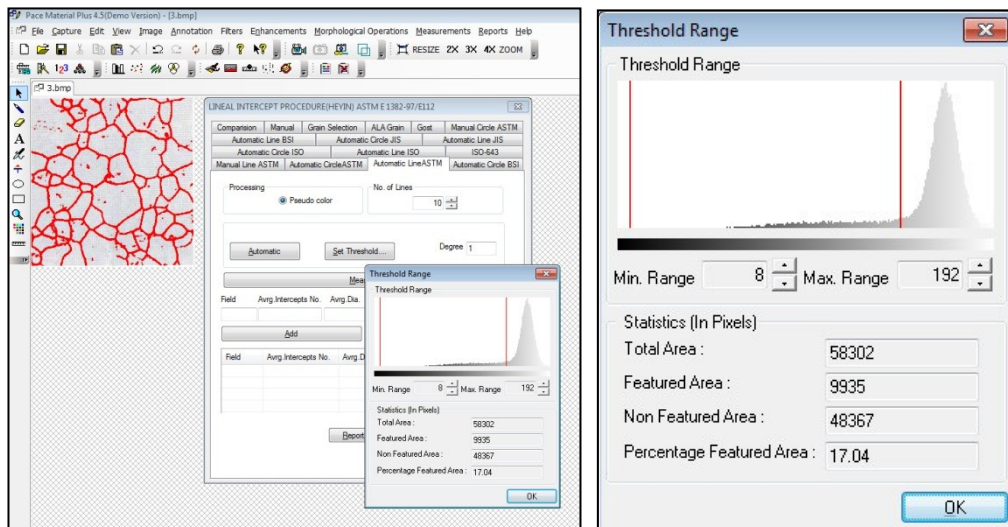 Pace Material Plus 4.5(Demo Version) - [3.bmp]
File Capture Edit View Image Annotation Filters Enhancements Morphological Operations Measurements Reports Help
RESIZE 2X 3X 4X ZOOM
123
3.bmp
A
LINEAL INTERCEPT PROCEDURE(HEYIN) ASTM E 1382-97/E112
Comparision Manual Grain Selection ALA Grain Gost Manual Circle ASTM
Automatic Line BSI Automatic Circle JIS Automatic Line JIS
Automatic Circle ISO Automatic Line ISO ISO-643
Manual Line ASTM Automatic CircleASTM Automatic LineASTM Automatic Circle BSI
Processing No. of Lines
Pseudo color 10
Automatic Set Threshold.... Degree 1
Field Avrg.Intercepts No. Avrg.Dia.
Add
Field Avrg.Intercepts No.
Threshold Range
Threshold Range
Min. Range 8 Max. Range 192
Statistics (In Pixels)
Total Area : 58302
Featured Area : 9935
Non Featured Area : 48367
Percentage Featured Area : 17.04
OK
Threshold Range
Threshold Range
Min. Range 8 Max. Range 192
Statistics (In Pixels)
Total Area : 58302
Featured Area : 9935
Non Featured Area : 48367
Percentage Featured Area : 17.04
OK